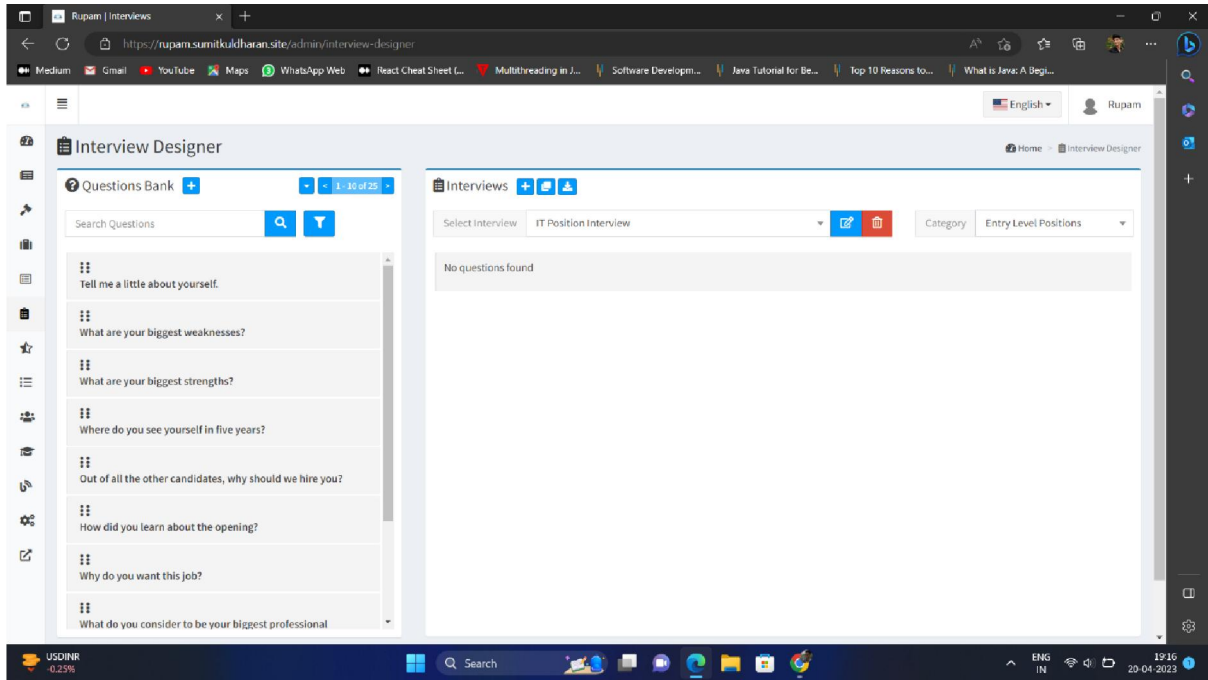 Rupam | Interviews
https://rupam.sumitkuldharan.site/admin/interview-designer
Medium Gmail YouTube Maps WhatsApp Web React Cheat Sheet (... Multithreading in J... Software Developm... Java Tutorial for Be... Top 10 Reasons to... What is Java: A Begi...
English Rupam
Interview Designer
Home > Interview Designer
Questions Bank + < 1 - 10 of 25 >
Interviews +
Search Questions
Select Interview IT Position Interview
Category Entry Level Positions
Tell me a little about yourself.
What are your biggest weaknesses?
What are your biggest strengths?
Where do you see yourself in five years?
Out of all the other candidates, why should we hire you?
How did you learn about the opening?
Why do you want this job?
What do you consider to be your biggest professional
No questions found
USDINR
-0.25%
Search
ENG
IN
19:16
20-04-2023
1